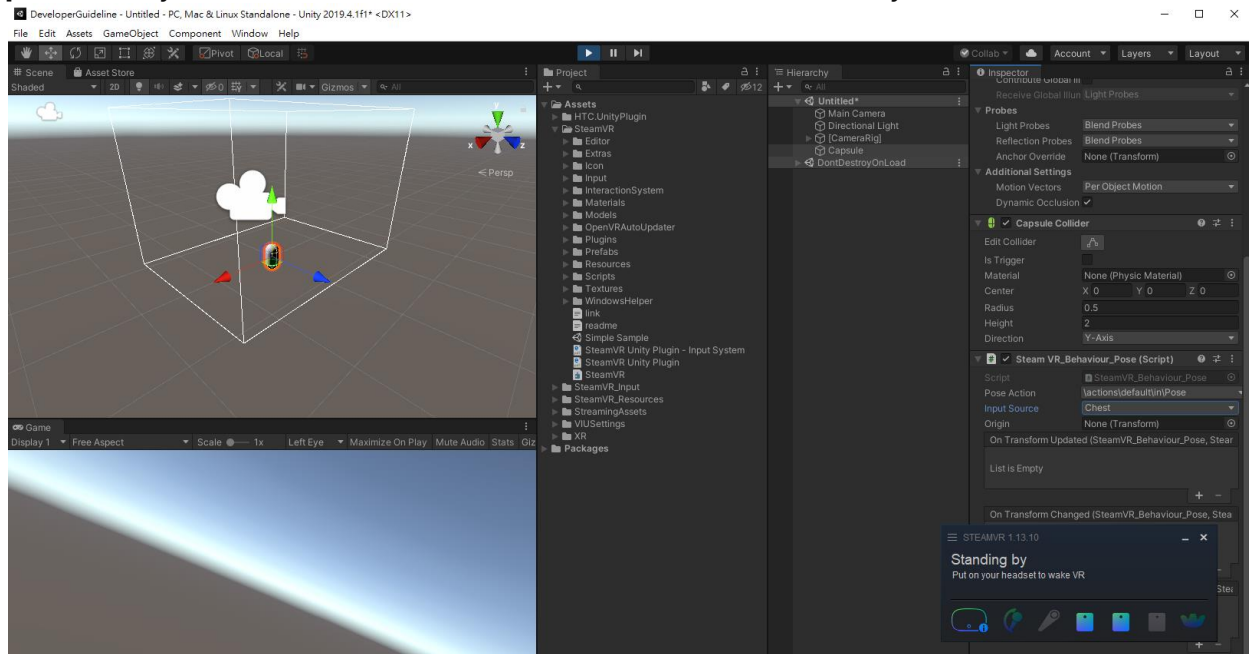 DeveloperGuideline - Untitled - PC, Mac & Linux Standalone - Unity 2019.4.1f1* <DX11>
File Edit Assets GameObject Component Window Help
Pivot Local
Collab Account Layers Layout
Scene Asset Store
Shaded 2D 0 Gizmos All
y
x z
Persp
Game
Display 1 Free Aspect Scale 1x Left Eye Maximize On Play Mute Audio Stats Giz
Project
12
Assets
HTC.UnityPlugin
SteamVR
Editor
Extras
Icon
Input
InteractionSystem
Materials
Models
OpenVRAutoUpdater
Plugins
Prefabs
Resources
Scripts
Textures
WindowsHelper
link
readme
Simple Sample
SteamVR Unity Plugin - Input System
SteamVR Unity Plugin
SteamVR
SteamVR_Input
SteamVR_Resources
StreamingAssets
VIUSettings
XR
Packages
Hierarchy
All
Untitled*
Main Camera
Directional Light
[CameraRig]
Capsule
DontDestroyOnLoad
Inspector
Contribute Global Ill
Receive Global Illun Light Probes
Probes
Light Probes Blend Probes
Reflection Probes Blend Probes
Anchor Override None (Transform)
Additional Settings
Motion Vectors Per Object Motion
Dynamic Occlusion
Capsule Collider
Edit Collider
Is Trigger
Material None (Physic Material)
Center X 0 Y 0 Z 0
Radius 0.5
Height 2
Direction Y-Axis
Steam VR_Behaviour_Pose (Script)
Script SteamVR_Behaviour_Pose
Pose Action \actions\default\in\Pose
Input Source Chest
Origin None (Transform)
On Transform Updated (SteamVR_Behaviour_Pose, Stear
List is Empty
On Transform Changed (SteamVR_Behaviour_Pose, Stea
STEAMVR 1.13.10
Standing by
Put on your headset to wake VR
Stea